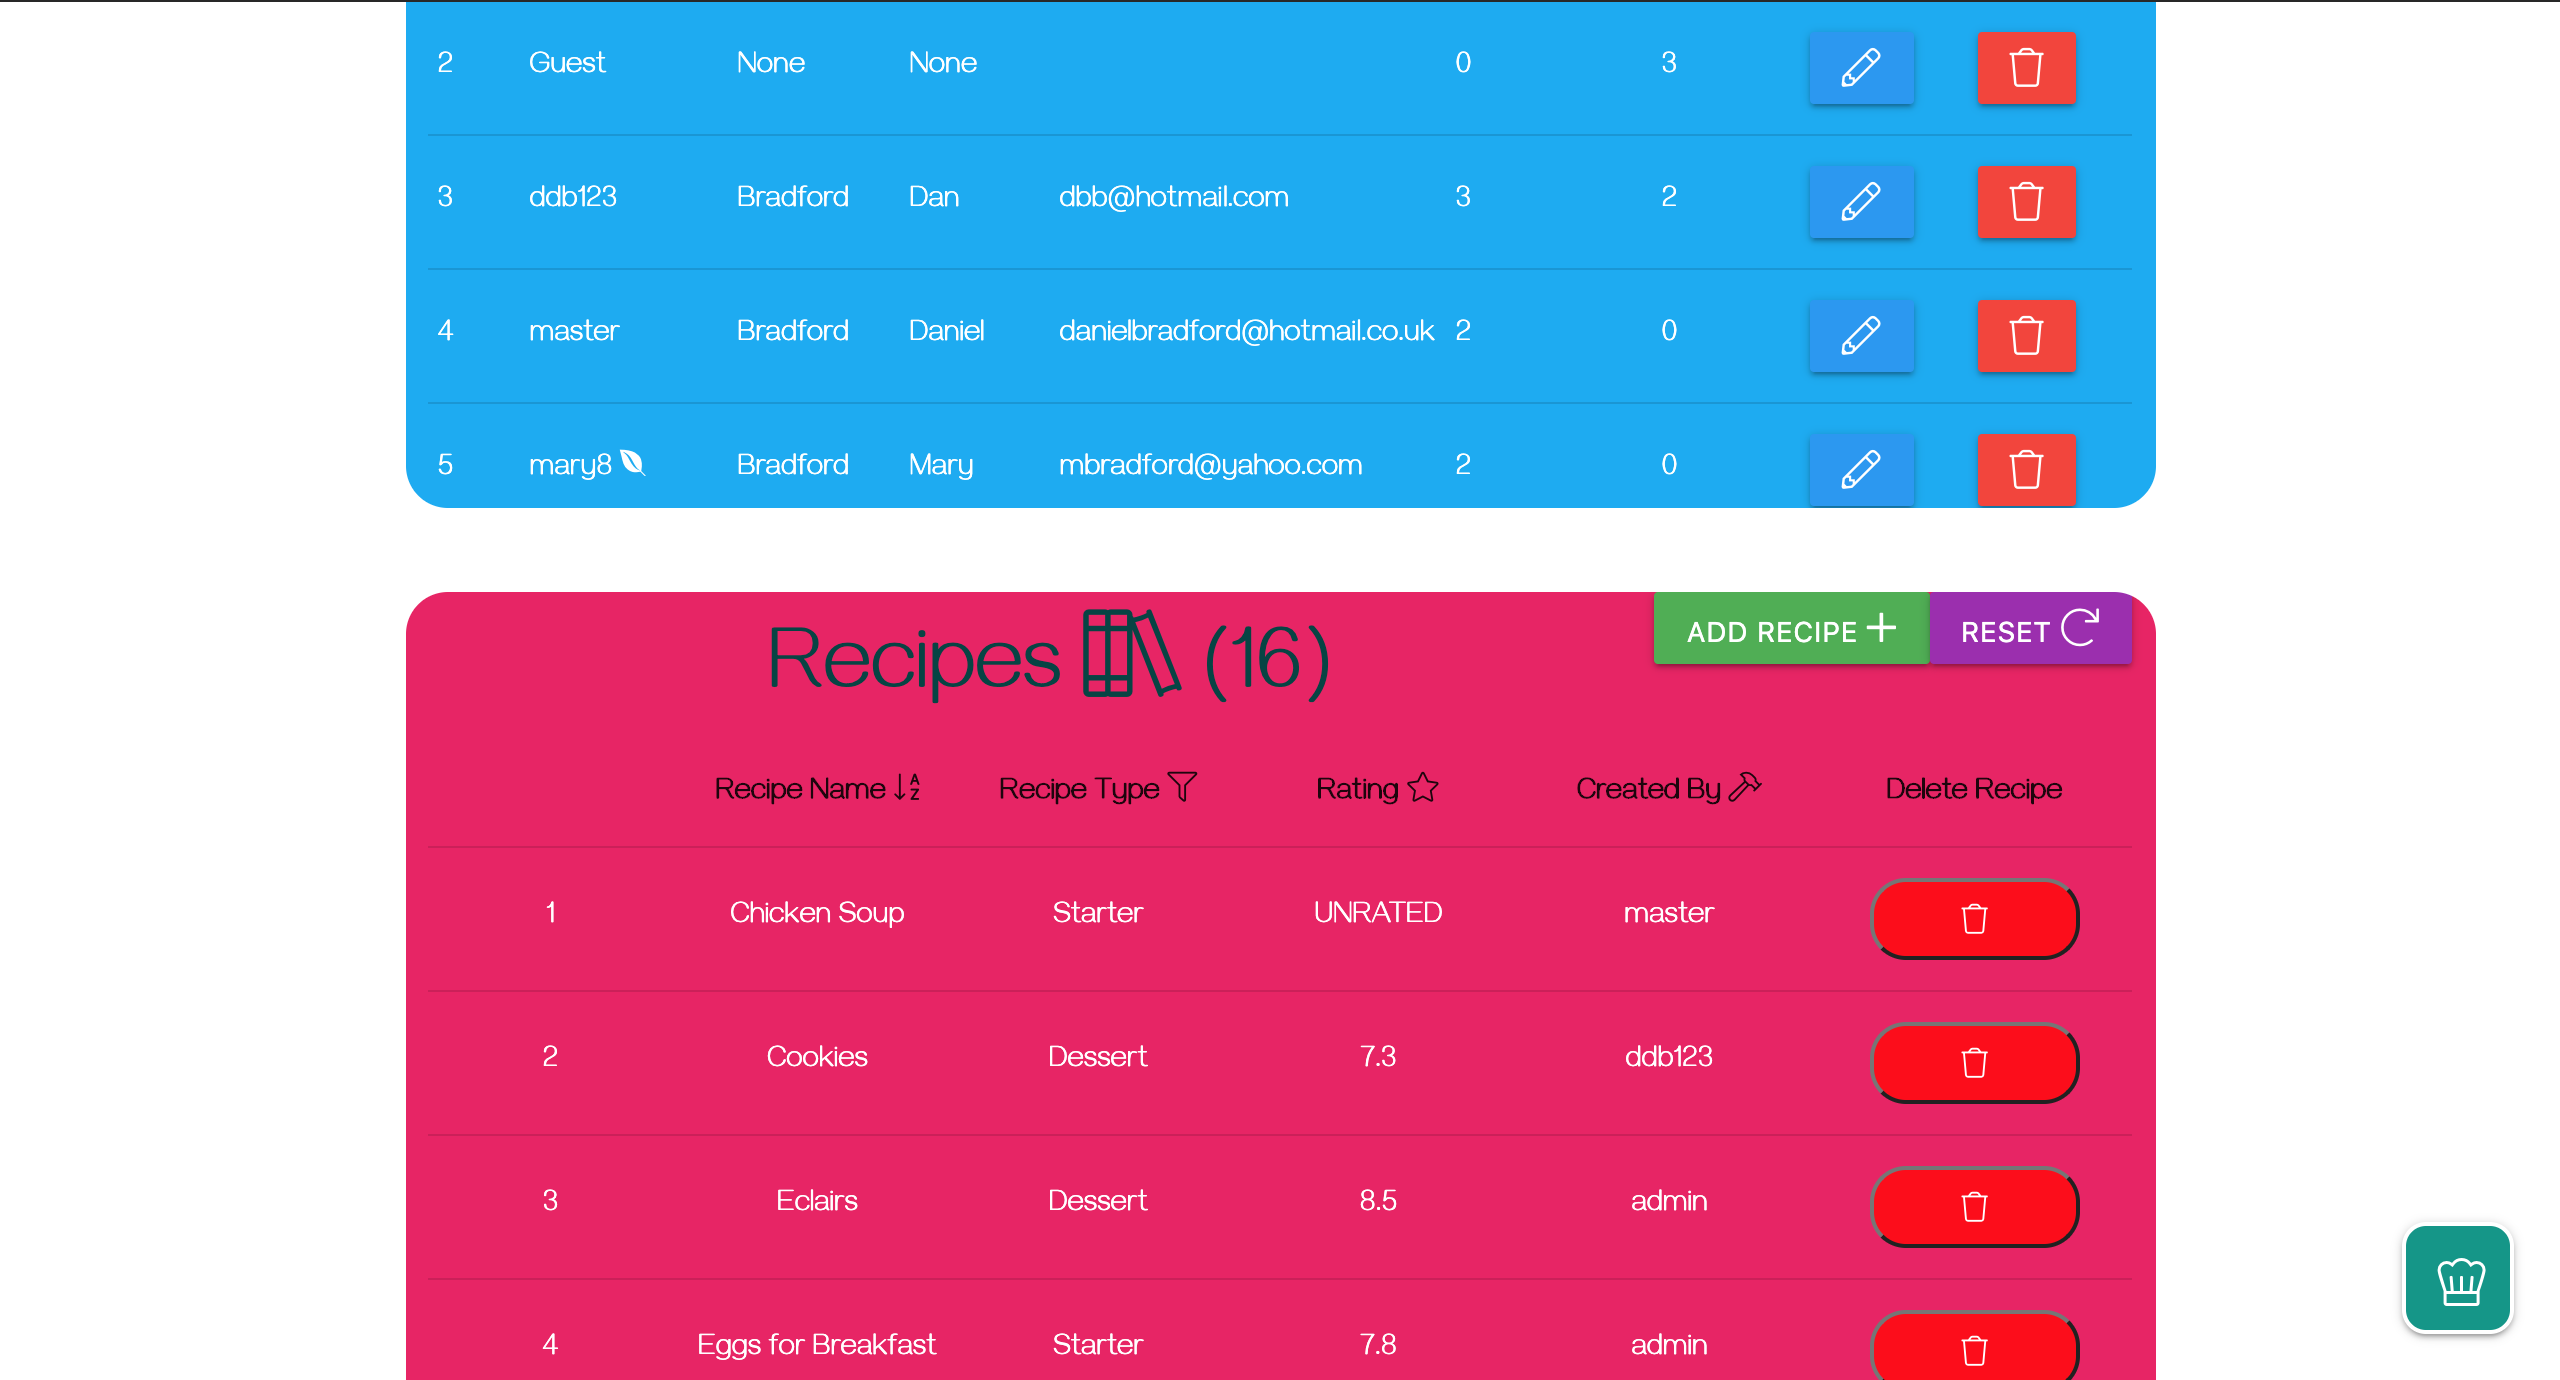 2 Guest None None 0 3
3 ddb123 Bradford Dan dbb@hotmail.com 3 2
4 master Bradford Daniel danielbradford@hotmail.co.uk 2 0
5 mary8 Bradford Mary mbradford@yahoo.com 2 0
Recipes (16)
ADD RECIPE RESET
Recipe Name Recipe Type Rating Created By Delete Recipe
1 Chicken Soup Starter UNRATED master
2 Cookies Dessert 7.3 ddb123
3 Eclairs Dessert 8.5 admin
4 Eggs for Breakfast Starter 7.8 admin